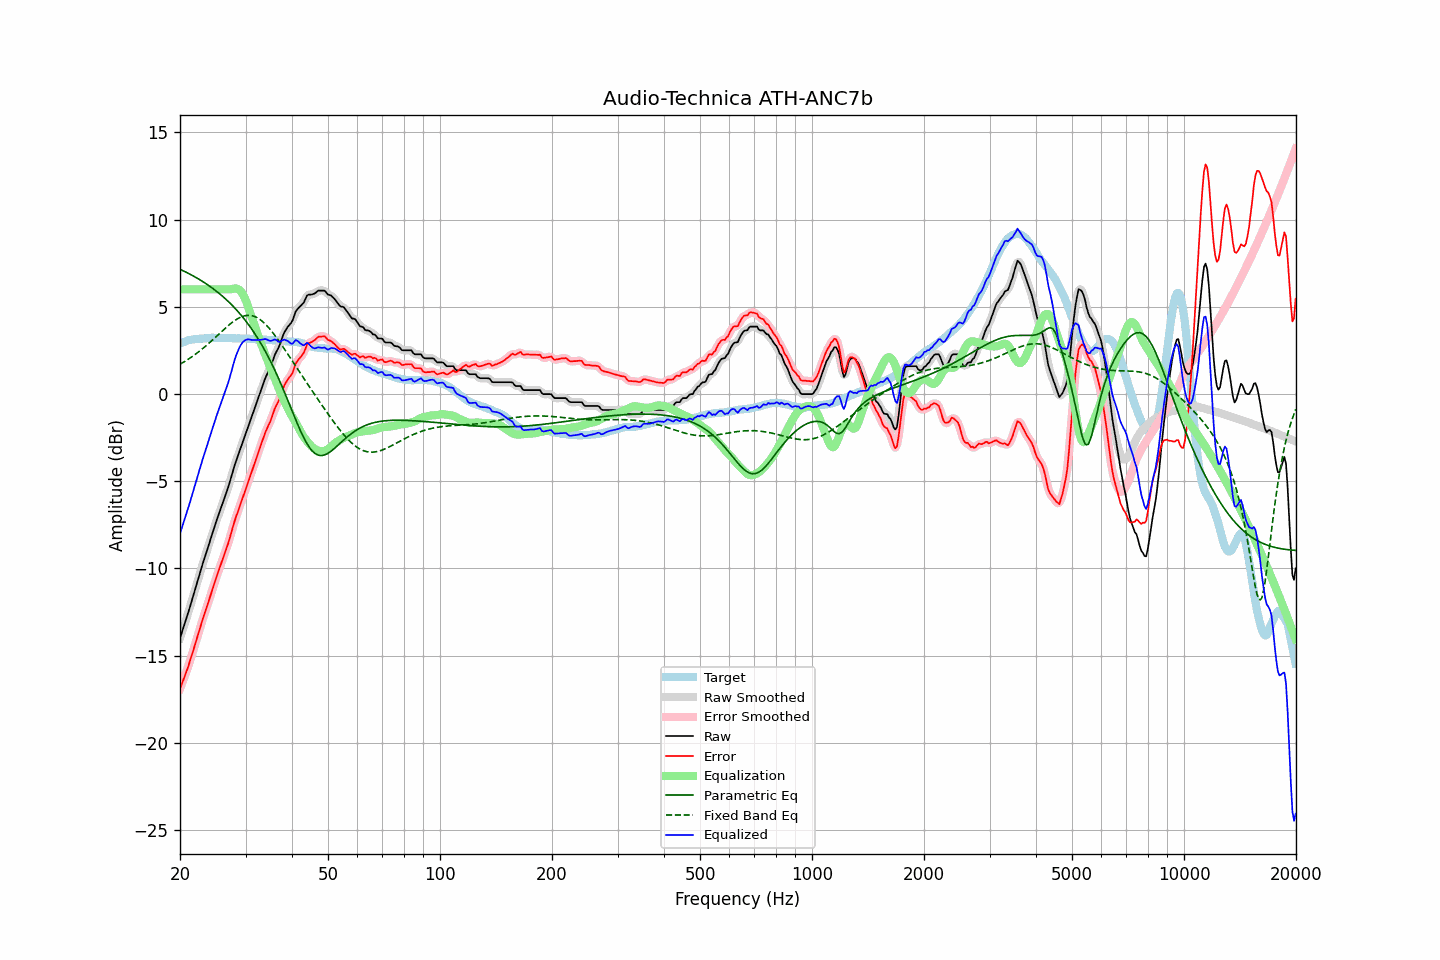 Audio-Technica ATH-ANC7b
15
10
5
0
−5
−10
−15
−20
−25
Amplitude (dBr)
Target
Raw Smoothed
Error Smoothed
Raw
Error
Equalization
Parametric Eq
Fixed Band Eq
Equalized
20 50 100 200 500 1000 2000 5000 10000 20000
Frequency (Hz)